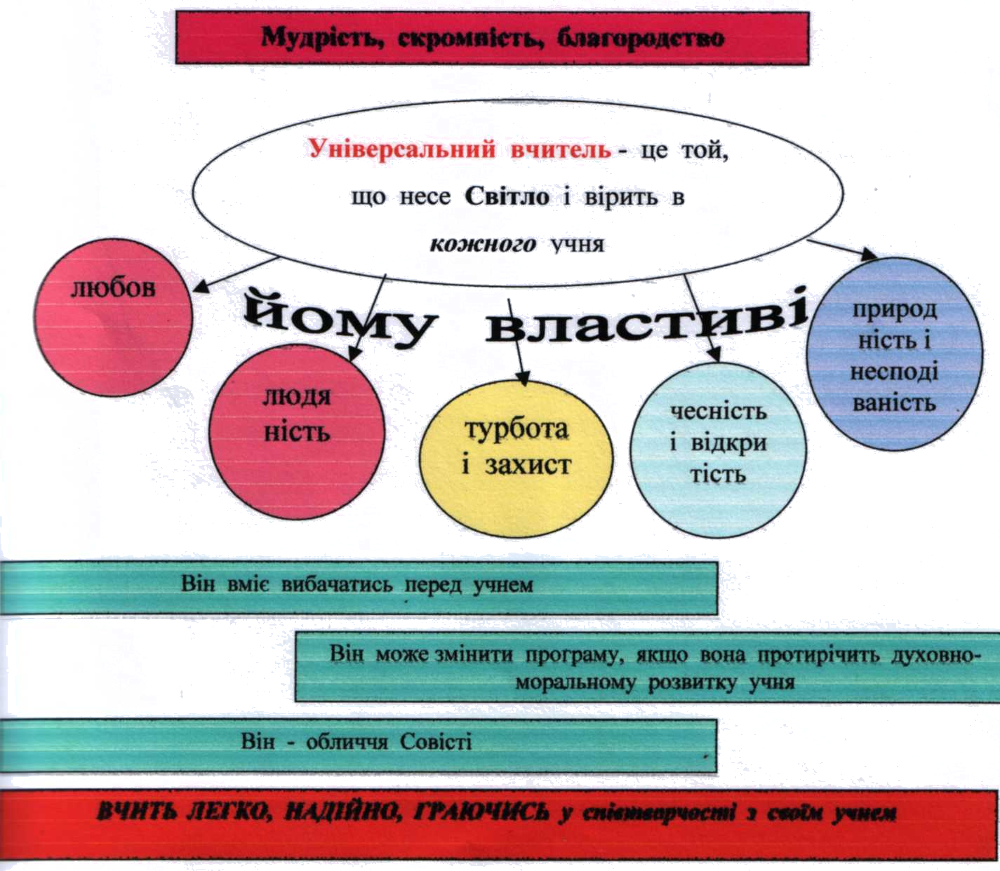 Мудрість, скромність, благородство
Універсальний вчитель - це той,
що несе Світло і вірить в
кожного учня
йому властиві
любов
людя
ність
турбота
і захист
чесність
і відкри
тість
природ
ність і
несподі
ваність
Він вміє вибачатись перед учнем
Він може змінити програму, якщо вона протирічить духовно-
моральному розвитку учня
Він - обличчя Совісті
ВЧИТЬ ЛЕГКО, НАДІЙНО, ГРАЮЧИСЬ у співтворчості з своїм учнем